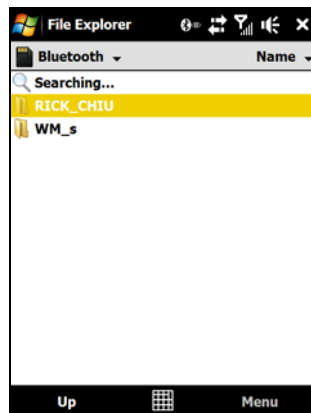 File Explorer
Bluetooth Name
Searching...
RICK_CHIU
WM_s
Up Menu